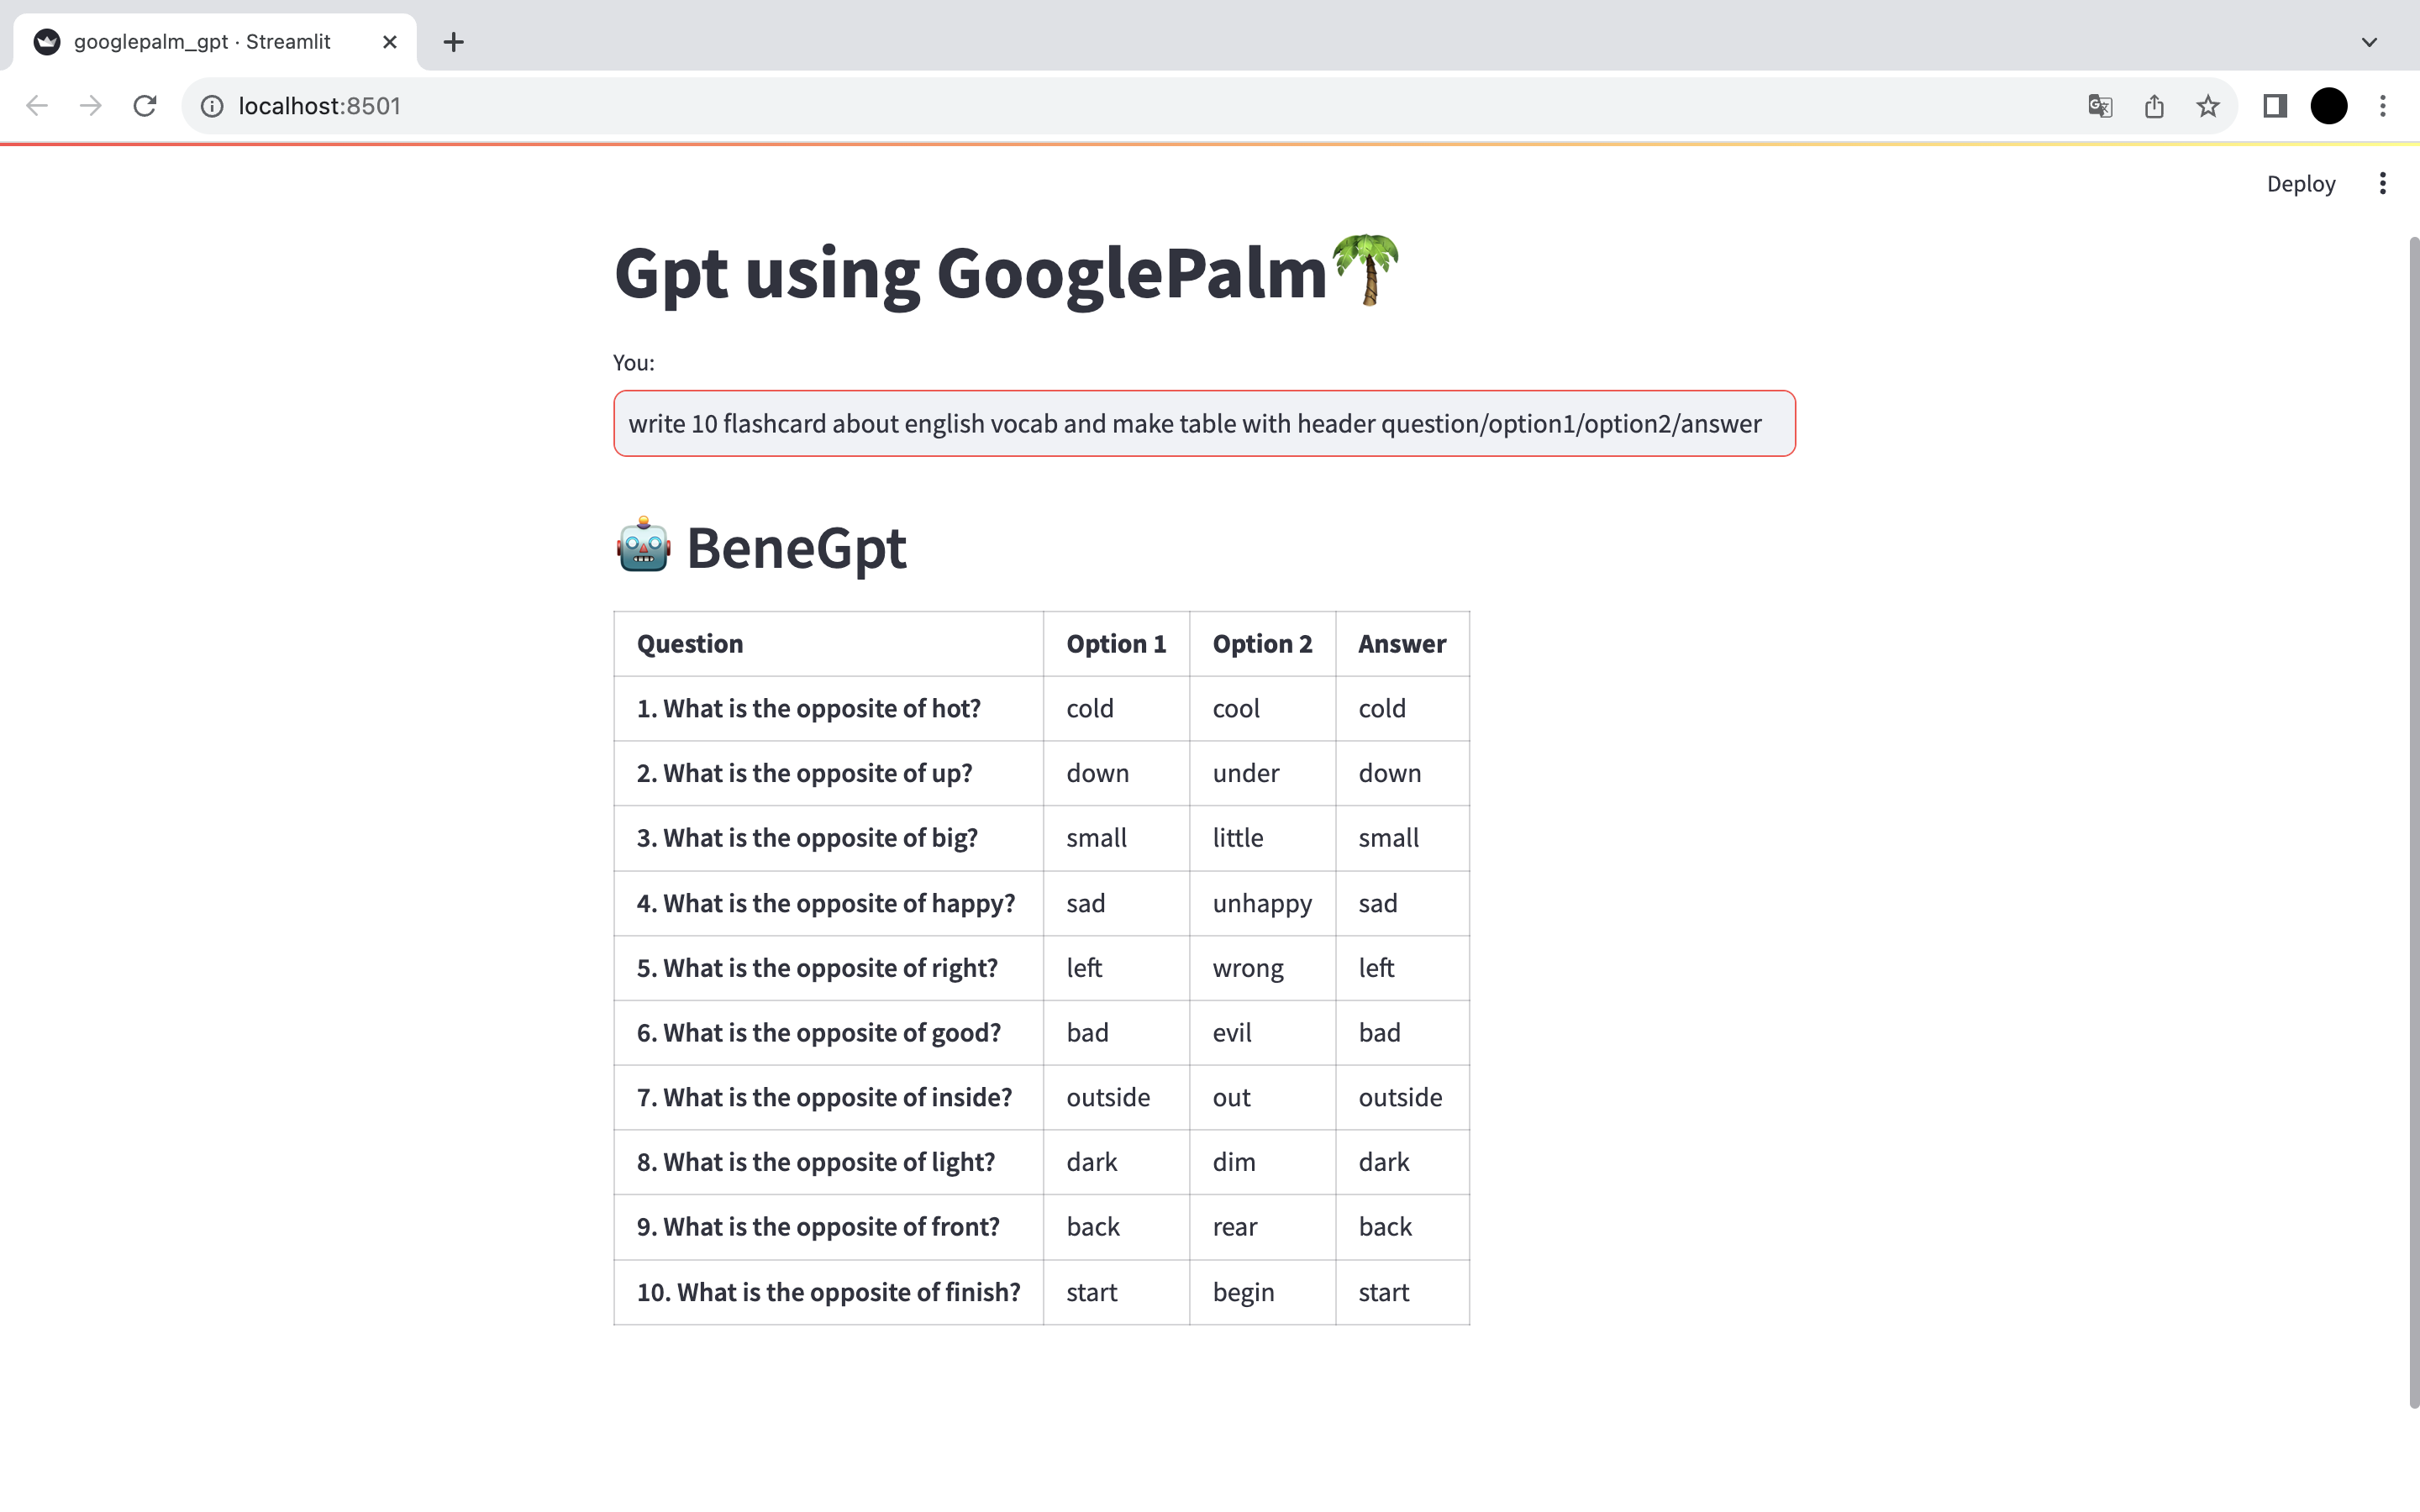 googlepalm_gpt · Streamlit
localhost:8501
Deploy
Gpt using GooglePalm🌴
You:
write 10 flashcard about english vocab and make table with header question/option1/option2/answer
🤖 BeneGpt
Question Option 1 Option 2 Answer
1. What is the opposite of hot? cold cool cold
2. What is the opposite of up? down under down
3. What is the opposite of big? small little small
4. What is the opposite of happy? sad unhappy sad
5. What is the opposite of right? left wrong left
6. What is the opposite of good? bad evil bad
7. What is the opposite of inside? outside out outside
8. What is the opposite of light? dark dim dark
9. What is the opposite of front? back rear back
10. What is the opposite of finish? start begin start